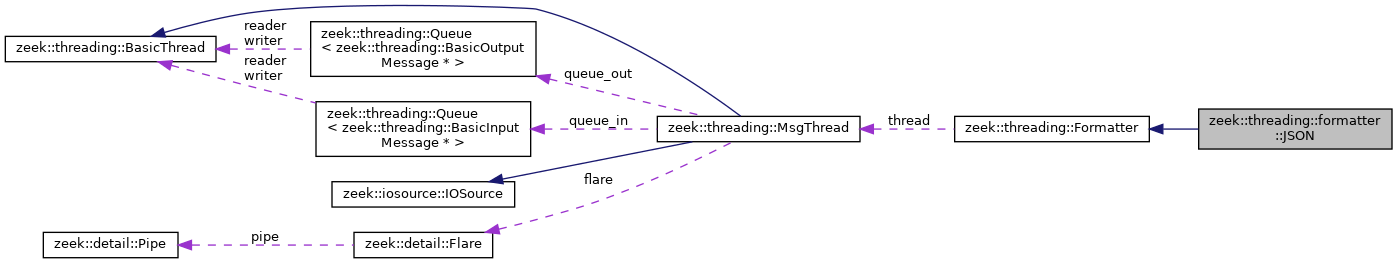 zeek::threading::BasicThread
reader
writer
reader
writer
zeek::threading::Queue
< zeek::threading::BasicOutput
Message * >
zeek::threading::Queue
< zeek::threading::BasicInput
Message * >
queue_out
queue_in
zeek::threading::MsgThread
thread
zeek::threading::Formatter
zeek::threading::formatter
::JSON
zeek::iosource::IOSource
flare
zeek::detail::Pipe
pipe
zeek::detail::Flare